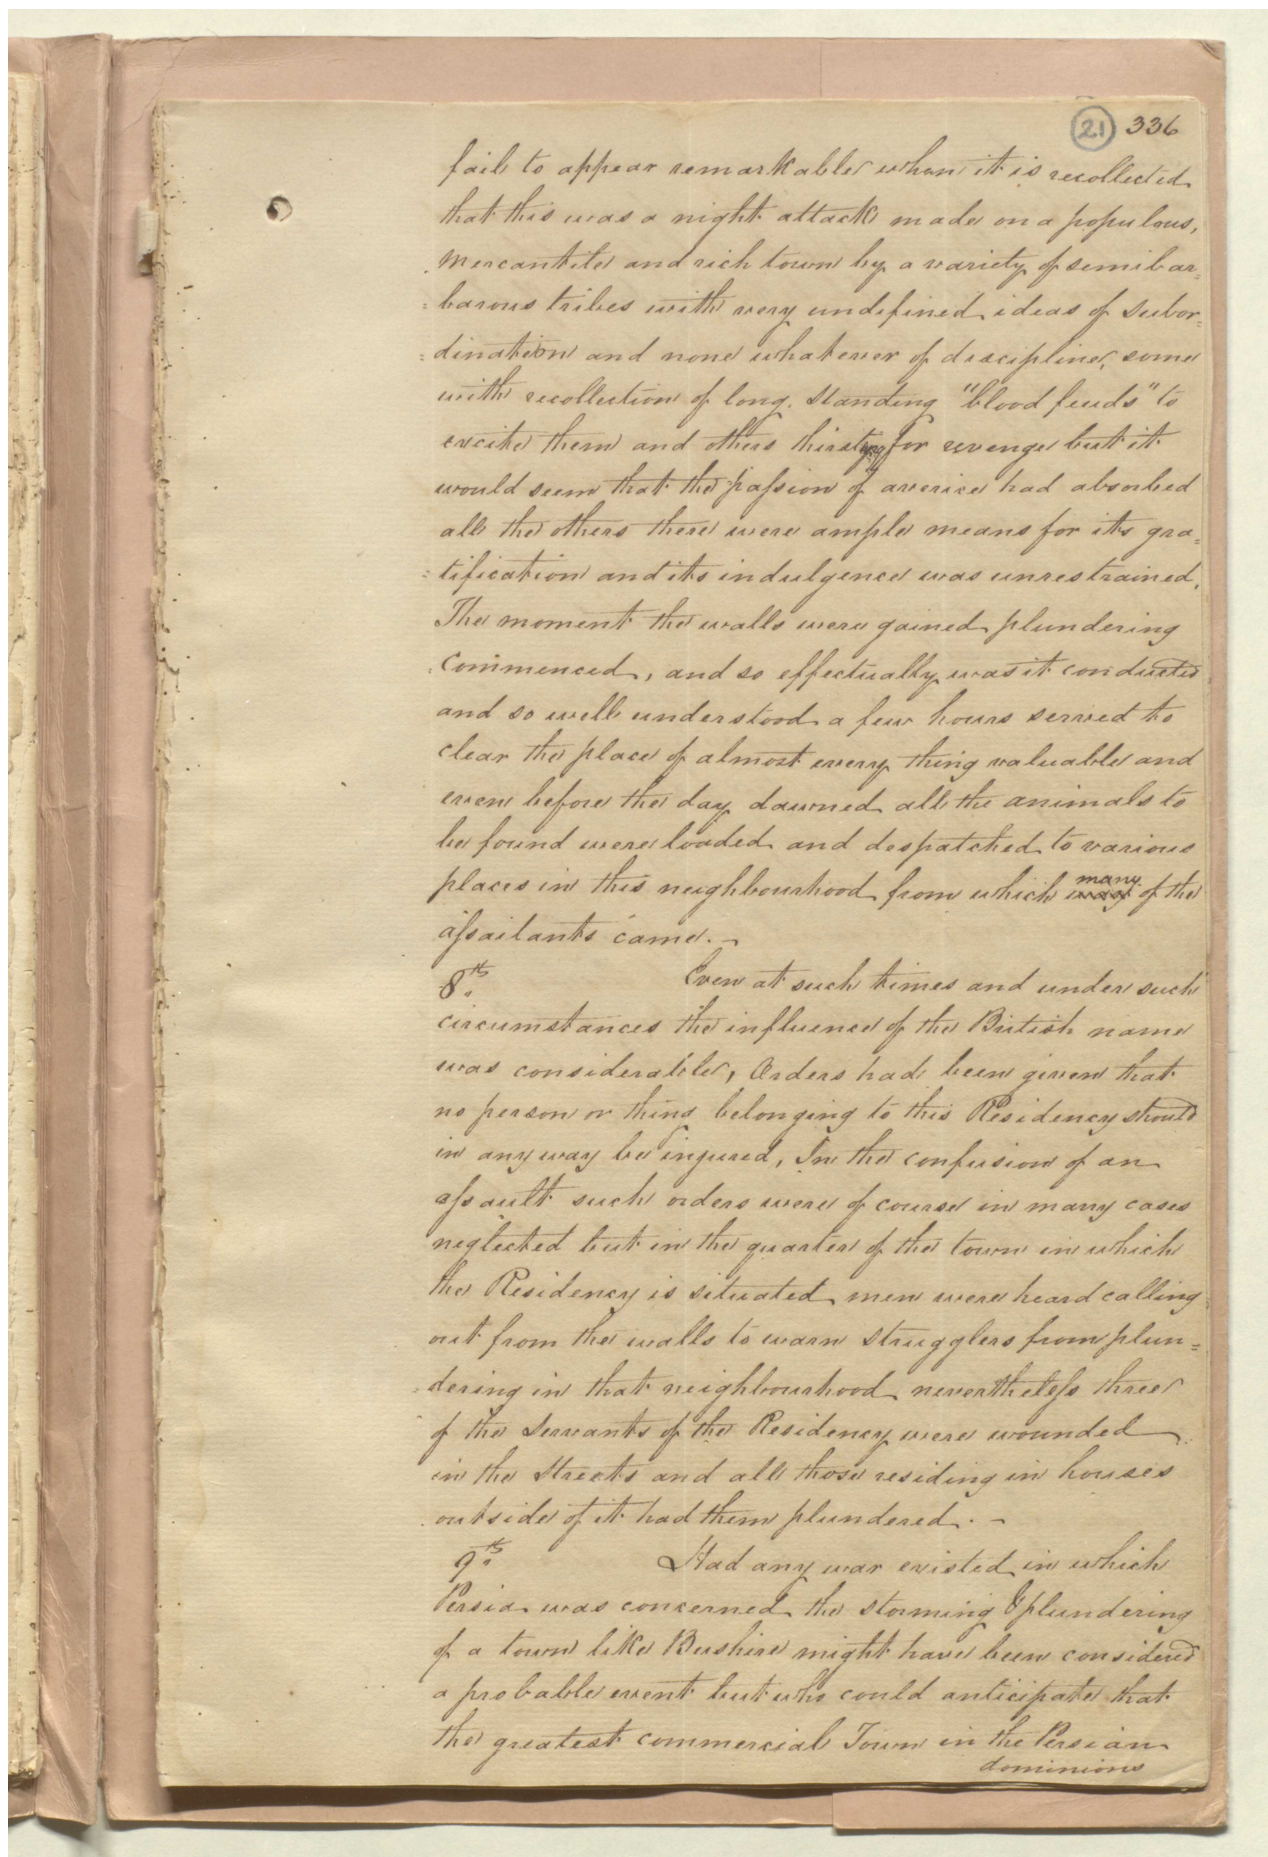 21 336
fail to appear remarkable when it is recollected
that this was a night attack made on a populous,
mercantile and rich town by a variety of semibar=
=barous tribes with very undefined ideas of subor=
=dination and none whatever of discipline, some
with recollection of long standing "blood feuds" to
excite them and others thirsting for revenge but it
would seem that the passion of averice had absorbed
all the others there were ample means for its gra=
=tification and its indulgence was unrestrained.
The moment the walls were gained plundering
commenced, and so effectually was it conducted
and so well understood a few hours served to
clear the place of almost every thing valuable and
even before the day dawned all the animals to
be found were loaded and despatched to various
places in this neighbourhood from which many of the
assailants came. -
8th. Even at such times and under such
circumstances the influence of the British name
was considerable, Orders had been given that
no person or thing belonging to this Residency should
in any way be injured, In the confusion of an
assault such orders were of course in many cases
neglected but in the quarter of the town in which
the Residency is situated men were heard calling
out from the walls to warn strugglers from plun=
=dering in that neighbourhood nevertheless three
of the servants of the Residency were wounded
in the streets and all those residing in houses
outside of it had them plundered. -
9th. Had any war existed in which
Persia was concerned the storming & plundering
of a town like Bushire might have been considered
a probable event but who could anticipate that
the greatest commercial Town in the Persian
dominions